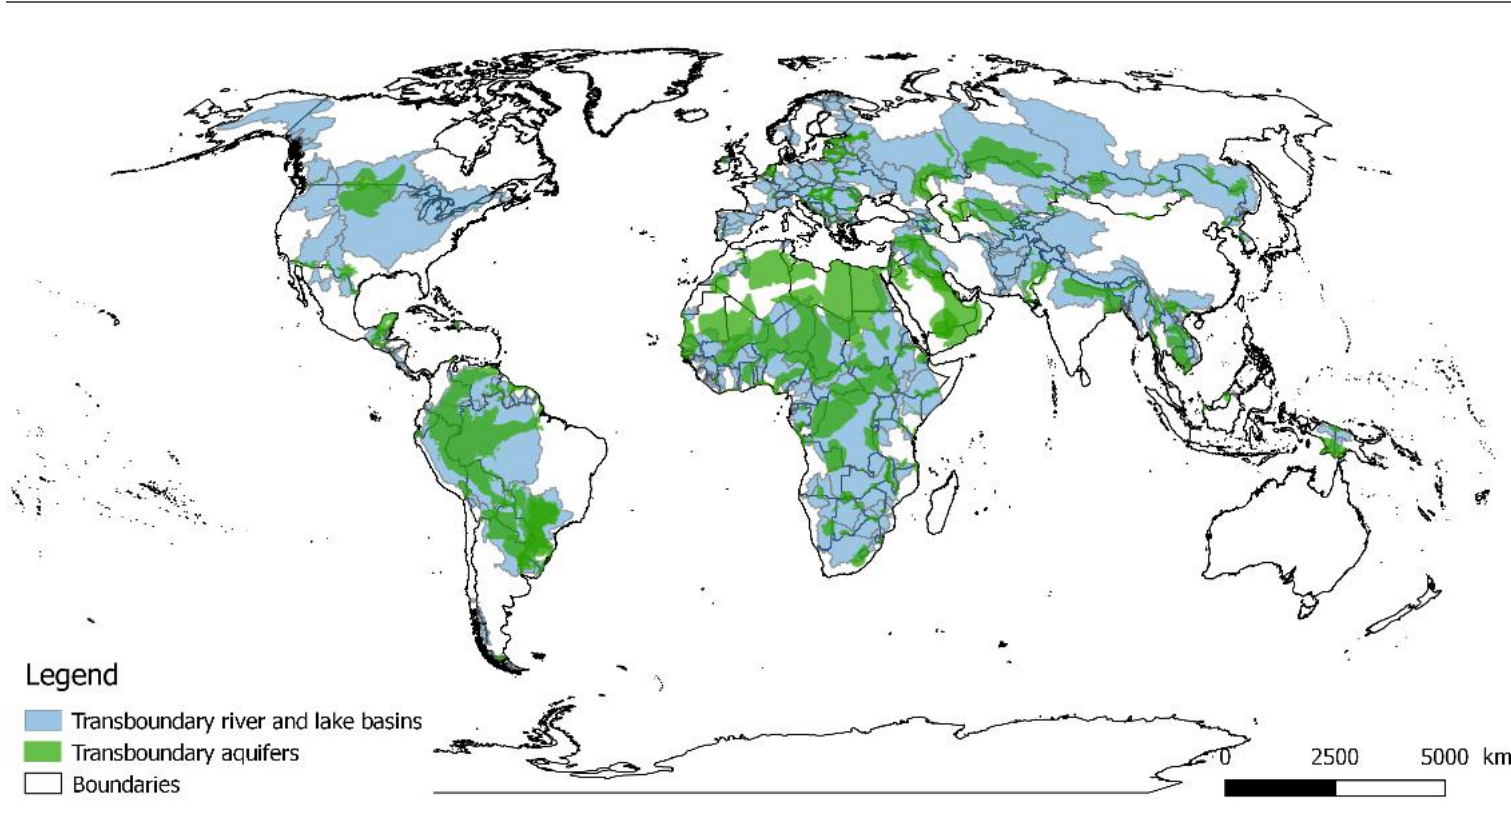 Legend
Transboundary river and lake basins
Transboundary aquifers
Boundaries
0 2500 5000 km